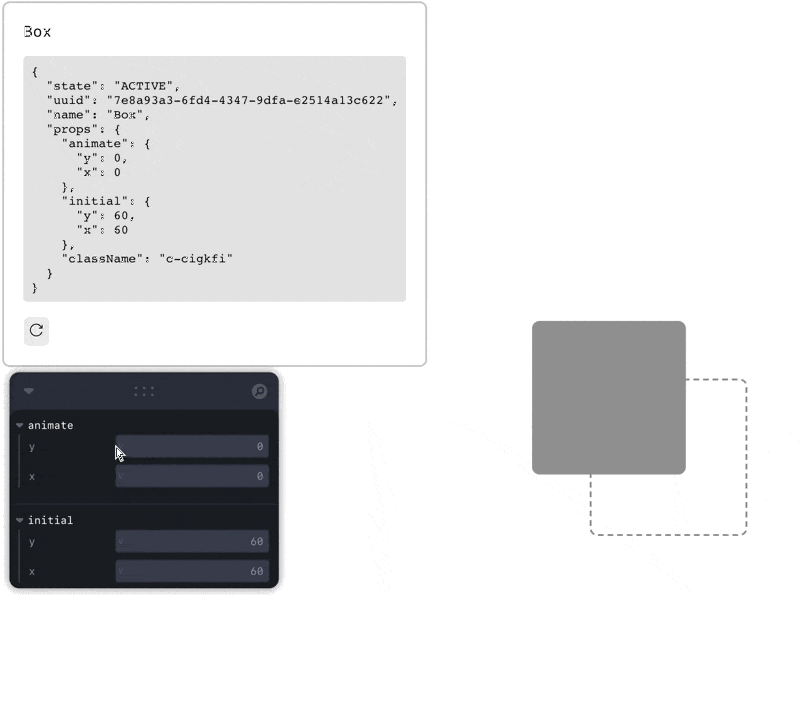 Box
{
  "state": "ACTIVE",
  "uuid": "7e8a93a3-6fd4-4347-9dfa-e2514a13c622",
  "name": "Box",
  "props": {
    "animate": {
      "y": 0,
      "x": 0
    },
    "initial": {
      "y": 60,
      "x": 60
    },
    "className": "c-cigkfi"
  }
}
animate
y 0
x 0
initial
y 60
x 60